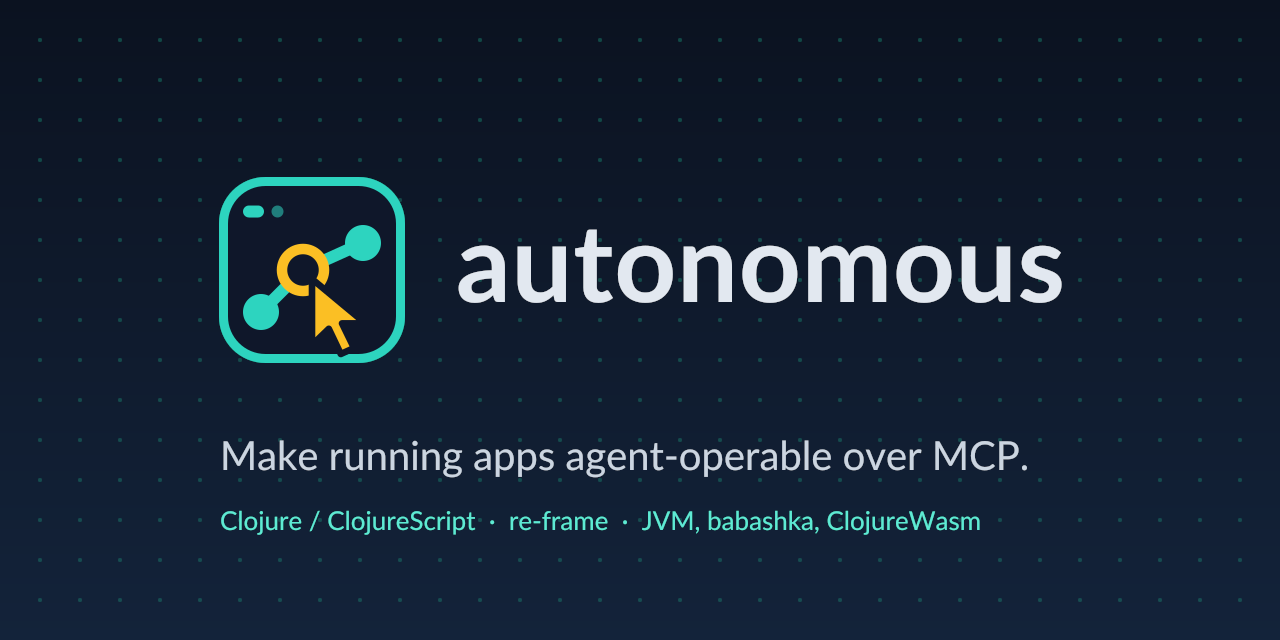 autonomous
Make running apps agent-operable over MCP.
Clojure / ClojureScript · re-frame · JVM, babashka, ClojureWasm